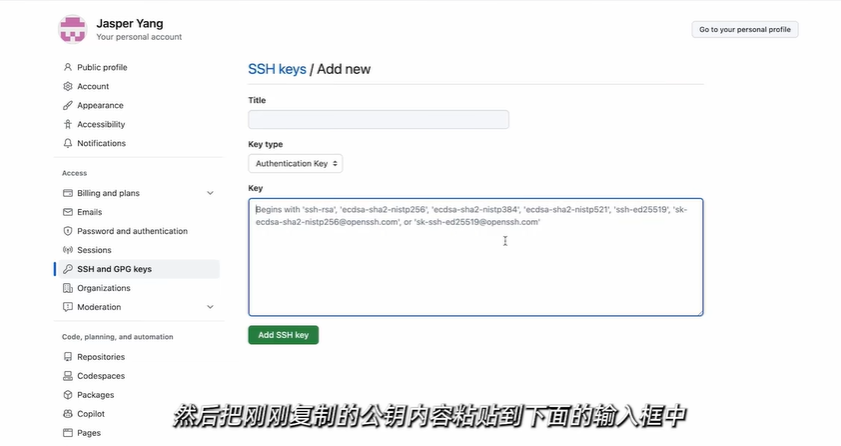 Jasper Yang
Your personal account
Go to your personal profile
Public profile
Account
Appearance
Accessibility
Notifications
Access
Billing and plans
Emails
Password and authentication
Sessions
SSH and GPG keys
Organizations
Moderation
Code, planning, and automation
Repositories
Codespaces
Packages
Copilot
Pages
SSH keys / Add new
Title
Key type
Authentication Key
Key
Begins with 'ssh-rsa', 'ecdsa-sha2-nistp256', 'ecdsa-sha2-nistp384', 'ecdsa-sha2-nistp521', 'ssh-ed25519', 'sk-
ecdsa-sha2-nistp256@openssh.com', or 'sk-ssh-ed25519@openssh.com'
Add SSH key
然后把刚刚复制的公钥内容粘贴到下面的输入框中